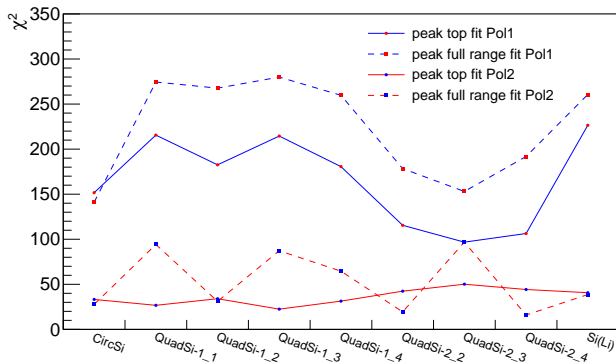 χ²
350
300
250
200
150
100
50
0
peak top fit Pol1
peak full range fit Pol1
peak top fit Pol2
peak full range fit Pol2
CircSi
QuadSi-1_1
QuadSi-1_2
QuadSi-1_3
QuadSi-1_4
QuadSi-2_2
QuadSi-2_3
QuadSi-2_4
Si(Li)